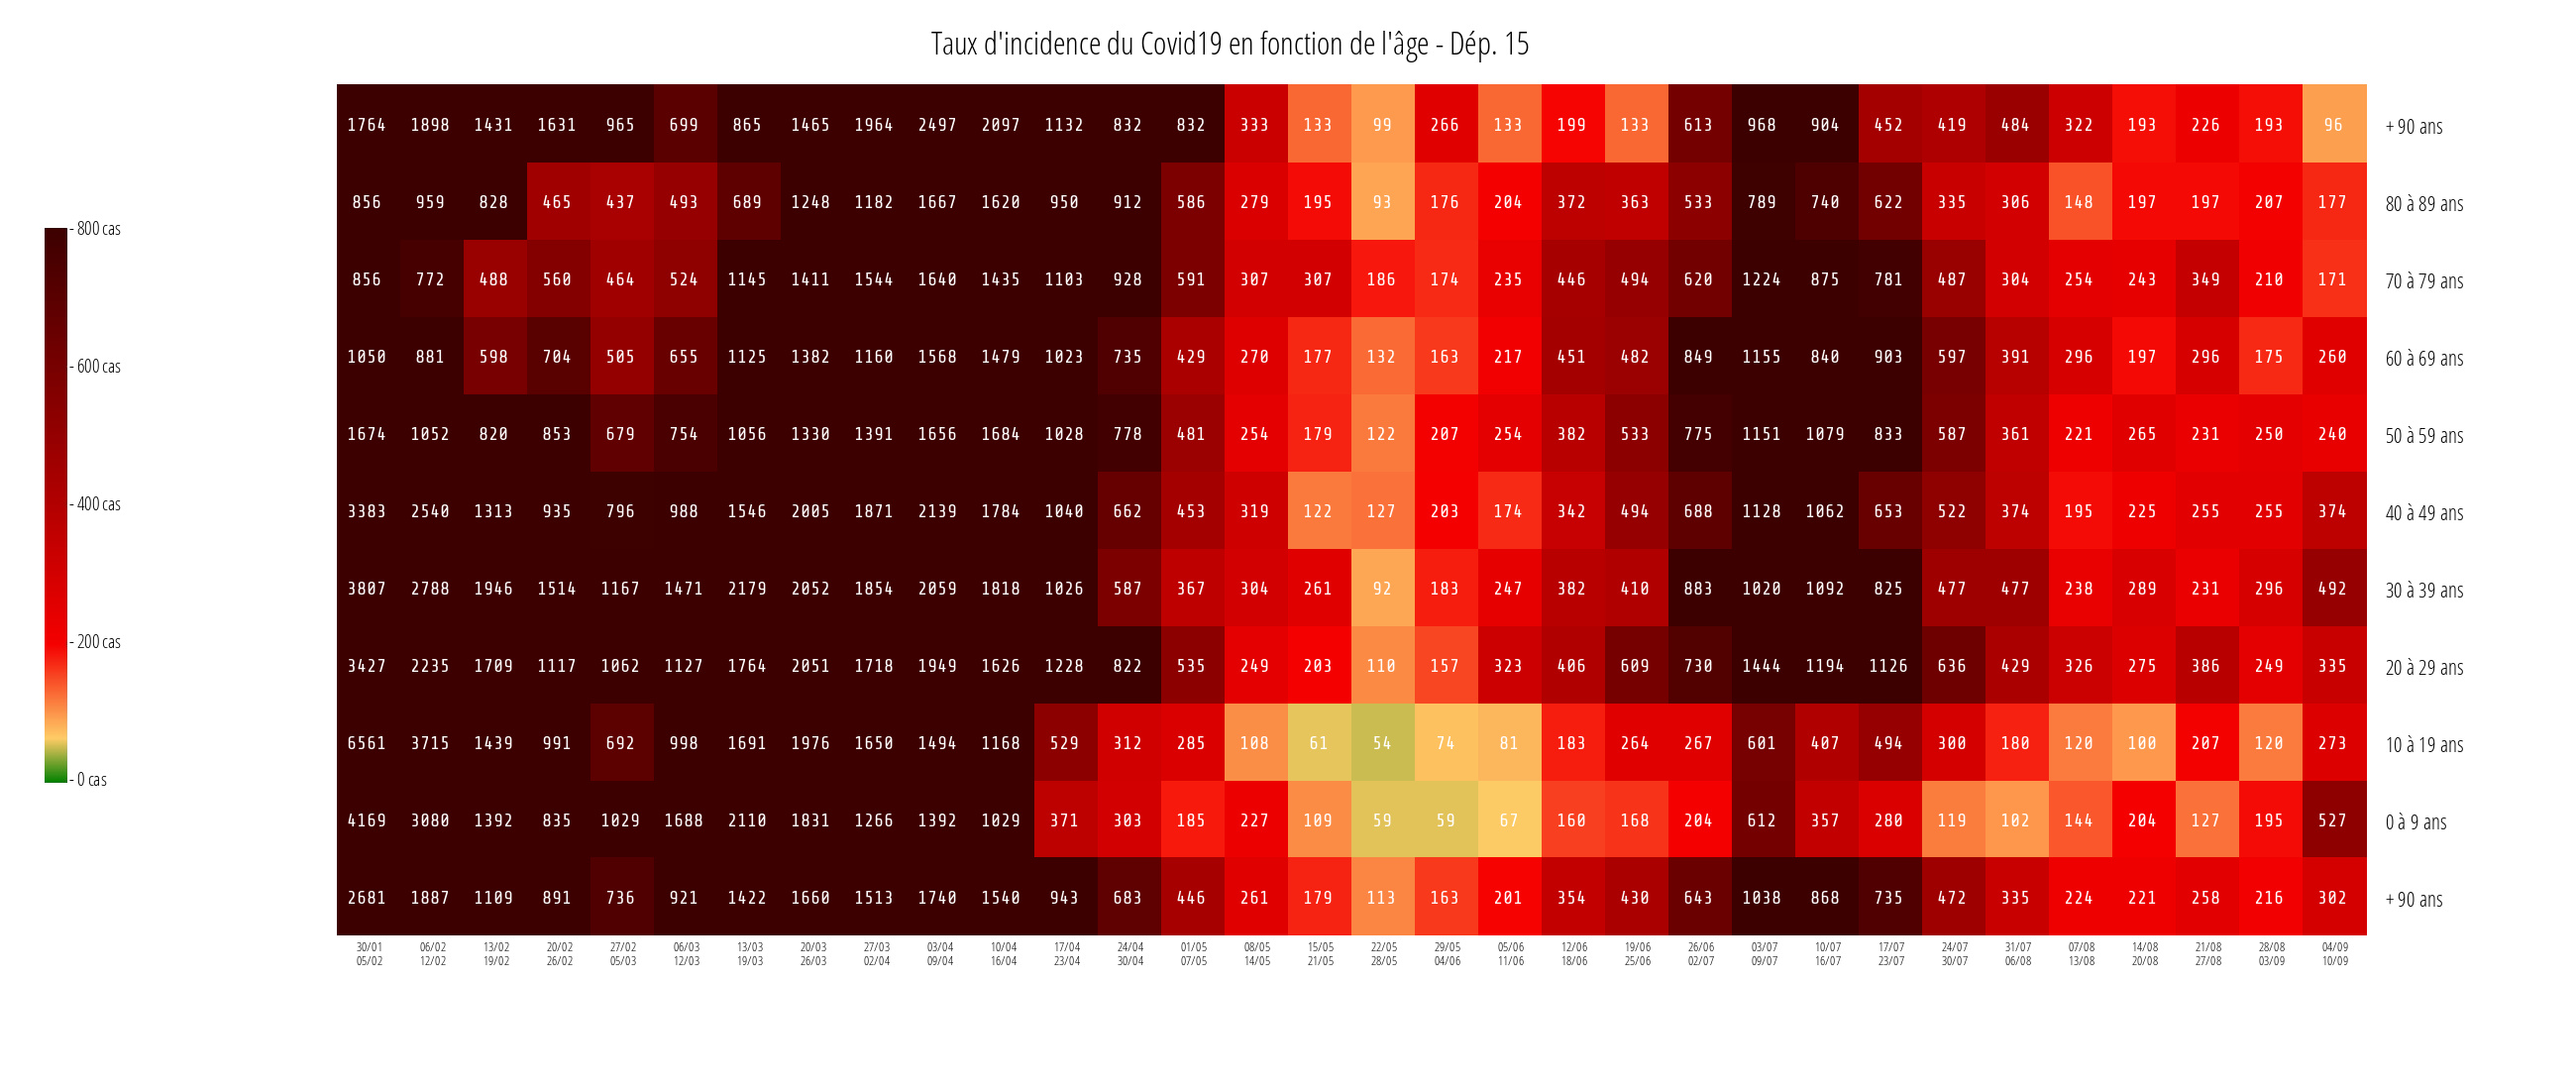 Taux d'incidence du Covid19 en fonction de l'âge - Dép. 15
- 800 cas
- 600 cas
- 400 cas
- 200 cas
- 0 cas
1764 1898 1431 1631 965 699 865 1465 1964 2497 2097 1132 832 832 333 133 99 266 133 199 133 613 968 904 452 419 484 322 193 226 193 96 + 90 ans
856 959 828 465 437 493 689 1248 1182 1667 1620 950 912 586 279 195 93 176 204 372 363 533 789 740 622 335 306 148 197 197 207 177 80 à 89 ans
856 772 488 560 464 524 1145 1411 1544 1640 1435 1103 928 591 307 307 186 174 235 446 494 620 1224 875 781 487 304 254 243 349 210 171 70 à 79 ans
1050 881 598 704 505 655 1125 1382 1160 1568 1479 1023 735 429 270 177 132 163 217 451 482 849 1155 840 903 597 391 296 197 296 175 260 60 à 69 ans
1674 1052 820 853 679 754 1056 1330 1391 1656 1684 1028 778 481 254 179 122 207 254 382 533 775 1151 1079 833 587 361 221 265 231 250 240 50 à 59 ans
3383 2540 1313 935 796 988 1546 2005 1871 2139 1784 1040 662 453 319 122 127 203 174 342 494 688 1128 1062 653 522 374 195 225 255 255 374 40 à 49 ans
3807 2788 1946 1514 1167 1471 2179 2052 1854 2059 1818 1026 587 367 304 261 92 183 247 382 410 883 1020 1092 825 477 477 238 289 231 296 492 30 à 39 ans
3427 2235 1709 1117 1062 1127 1764 2051 1718 1949 1626 1228 822 535 249 203 110 157 323 406 609 730 1444 1194 1126 636 429 326 275 386 249 335 20 à 29 ans
6561 3715 1439 991 692 998 1691 1976 1650 1494 1168 529 312 285 108 61 54 74 81 183 264 267 601 407 494 300 180 120 100 207 120 273 10 à 19 ans
4169 3080 1392 835 1029 1688 2110 1831 1266 1392 1029 371 303 185 227 109 59 59 67 160 168 204 612 357 280 119 102 144 204 127 195 527 0 à 9 ans
2681 1887 1109 891 736 921 1422 1660 1513 1740 1540 943 683 446 261 179 113 163 201 354 430 643 1038 868 735 472 335 224 221 258 216 302 + 90 ans
30/01 06/02 13/02 20/02 27/02 06/03 13/03 20/03 27/03 03/04 10/04 17/04 24/04 01/05 08/05 15/05 22/05 29/05 05/06 12/06 19/06 26/06 03/07 10/07 17/07 24/07 31/07 07/08 14/08 21/08 28/08 04/09
05/02 12/02 19/02 26/02 05/03 12/03 19/03 26/03 02/04 09/04 16/04 23/04 30/04 07/05 14/05 21/05 28/05 04/06 11/06 18/06 25/06 02/07 09/07 16/07 23/07 30/07 06/08 13/08 20/08 27/08 03/09 10/09